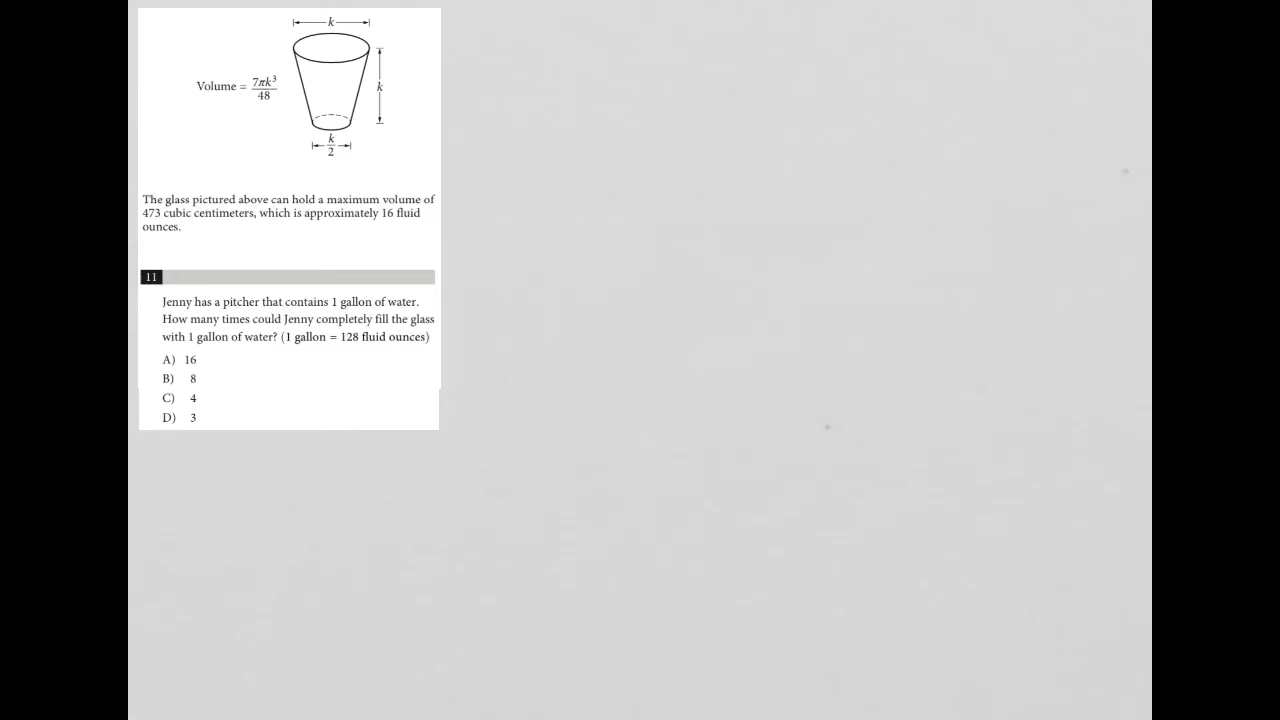 k
Volume = 7πk³/48
k
k/2
The glass pictured above can hold a maximum volume of
473 cubic centimeters, which is approximately 16 fluid
ounces.
11
Jenny has a pitcher that contains 1 gallon of water.
How many times could Jenny completely fill the glass
with 1 gallon of water? (1 gallon = 128 fluid ounces)
A) 16
B) 8
C) 4
D) 3